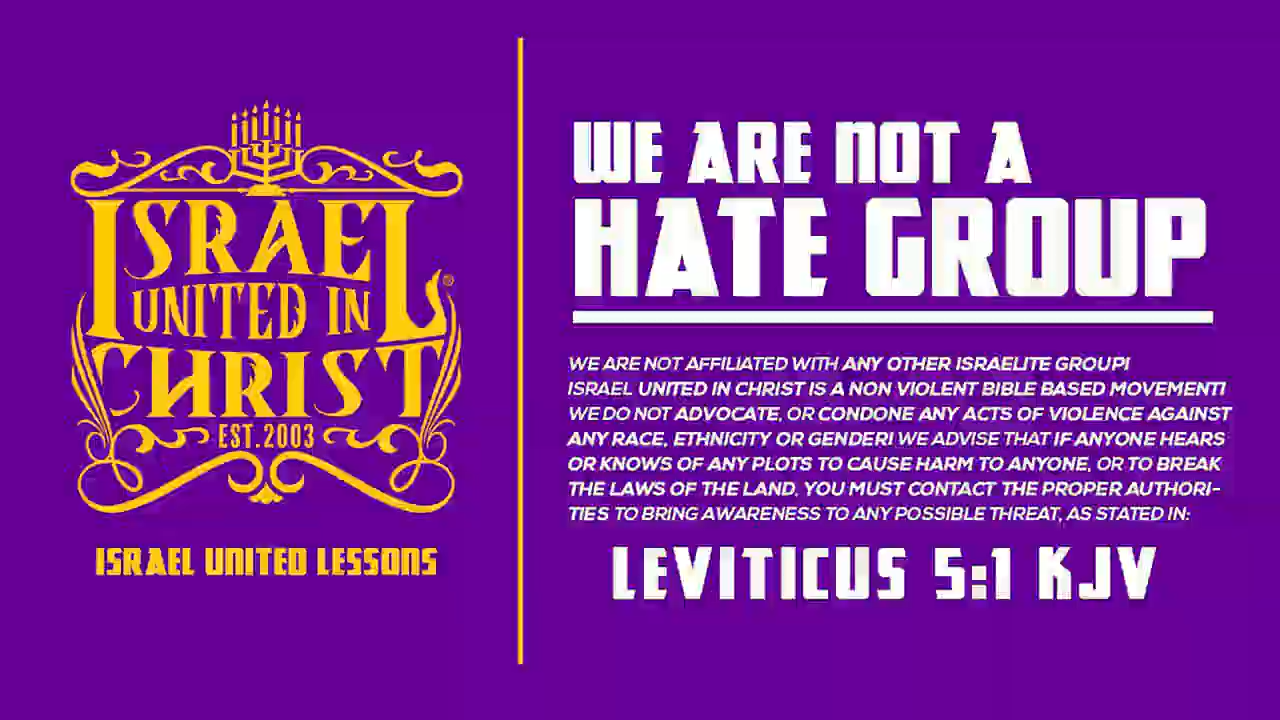 ISRAEL
UNITED IN
CHRIST
EST.2003
ISRAEL UNITED LESSONS
WE ARE NOT A
HATE GROUP
WE ARE NOT AFFILIATED WITH ANY OTHER ISRAELITE GROUP!
ISRAEL UNITED IN CHRIST IS A NON VIOLENT BIBLE BASED MOVEMENT!
WE DO NOT ADVOCATE, OR CONDONE ANY ACTS OF VIOLENCE AGAINST
ANY RACE, ETHNICITY OR GENDER! WE ADVISE THAT IF ANYONE HEARS
OR KNOWS OF ANY PLOTS TO CAUSE HARM TO ANYONE, OR TO BREAK
THE LAWS OF THE LAND, YOU MUST CONTACT THE PROPER AUTHORI-
TIES TO BRING AWARENESS TO ANY POSSIBLE THREAT, AS STATED IN:
LEVITICUS 5:1 KJV